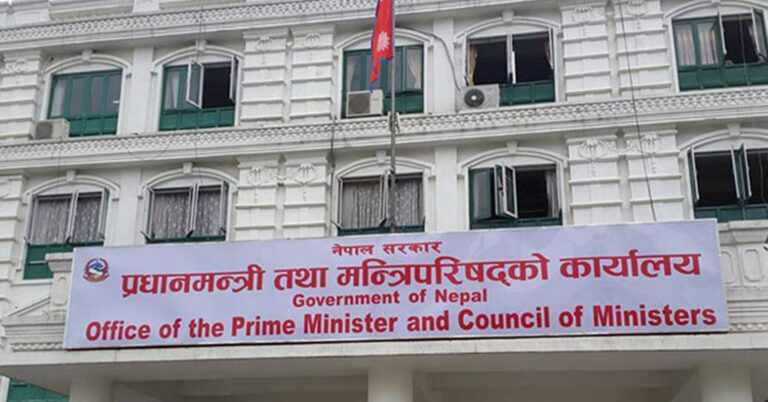 नेपाल सरकार
प्रधानमन्त्री तथा मन्त्रिपरिषद्को कार्यालय
Government of Nepal
Office of the Prime Minister and Council of Ministers